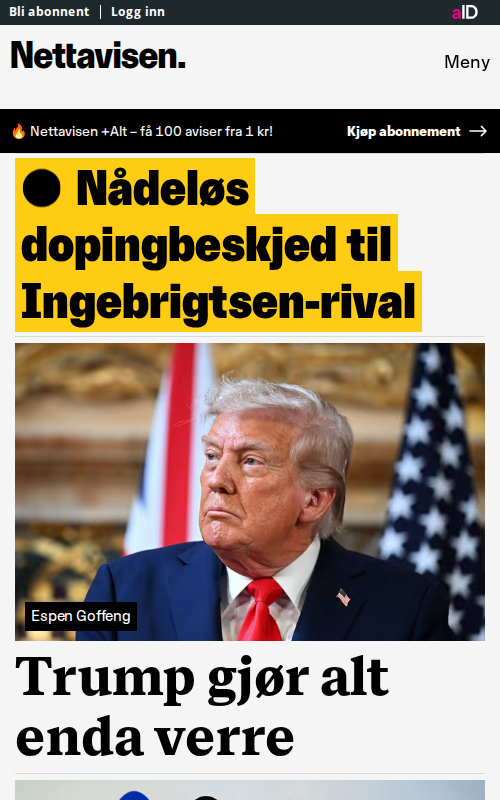 Bli abonnent | Logg inn
aID
Nettavisen.
Meny
🔥 Nettavisen +Alt – få 100 aviser fra 1 kr!
Kjøp abonnement →
● Nådeløs
dopingbeskjed til
Ingebrigtsen-rival
Espen Goffeng
Trump gjør alt
enda verre